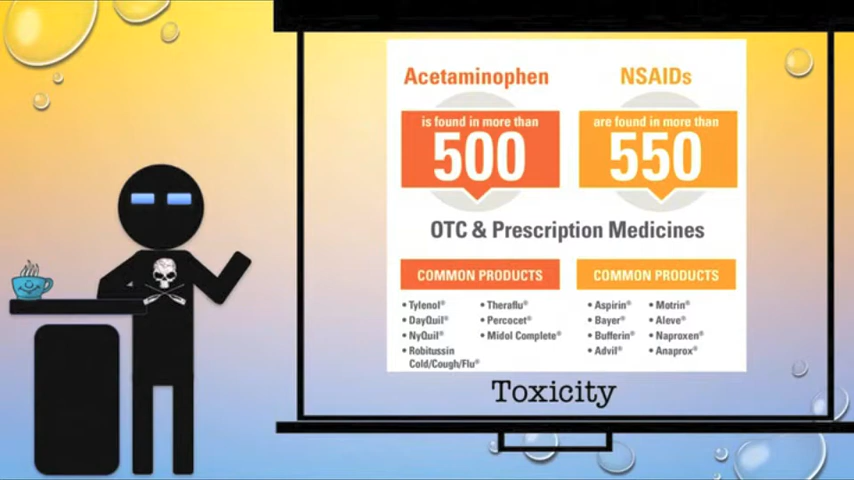 Acetaminophen
NSAIDs
is found in more than
500
are found in more than
550
OTC & Prescription Medicines
COMMON PRODUCTS
• Tylenol®
• DayQuil®
• NyQuil®
• Robitussin
Cold/Cough/Flu®
• Theraflu®
• Percocet®
• Midol Complete®
COMMON PRODUCTS
• Aspirin®
• Bayer®
• Bufferin®
• Advil®
• Motrin®
• Aleve®
• Naproxen®
• Anaprox®
Toxicity